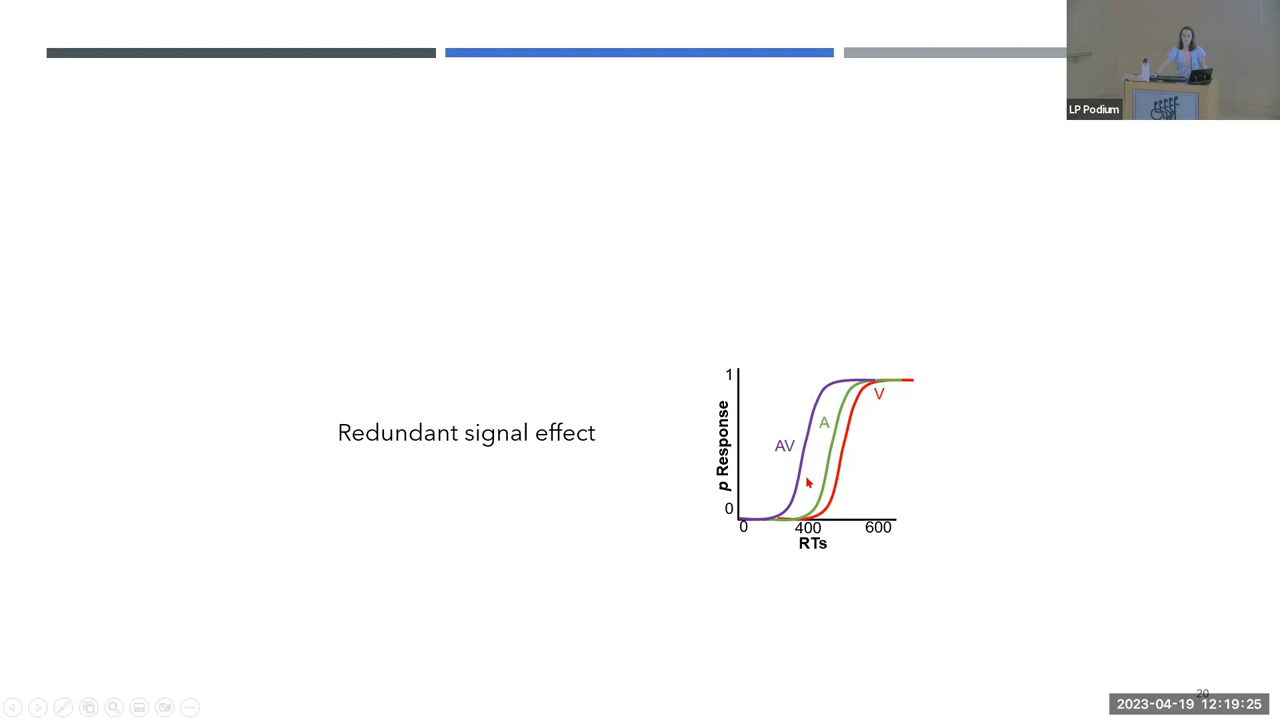 LP Podium
Redundant signal effect
1
0
p Response
AV
A
V
0 400 600
RTs
20
2023-04-19 12:19:25